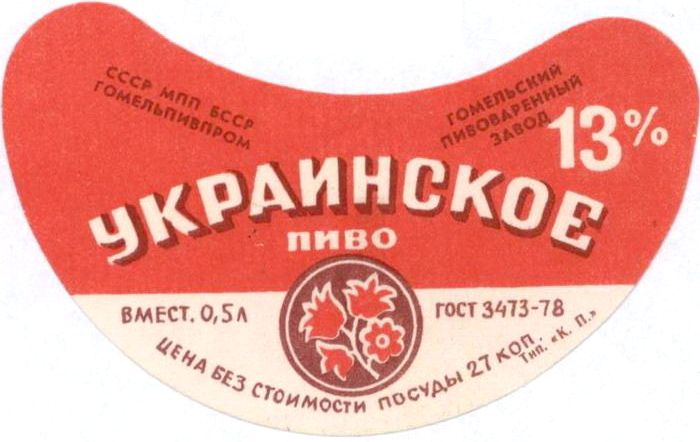 СССР МПП БССР
ГОМЕЛЬПИВПРОМ
ГОМЕЛЬСКИЙ
ПИВОВАРЕННЫЙ
ЗАВОД
13%
УКРАИНСКОЕ
ПИВО
ВМЕСТ. 0,5Л
ГОСТ 3473-78
ЦЕНА БЕЗ СТОИМОСТИ ПОСУДЫ 27 КОП.
Тип. «К. П.»